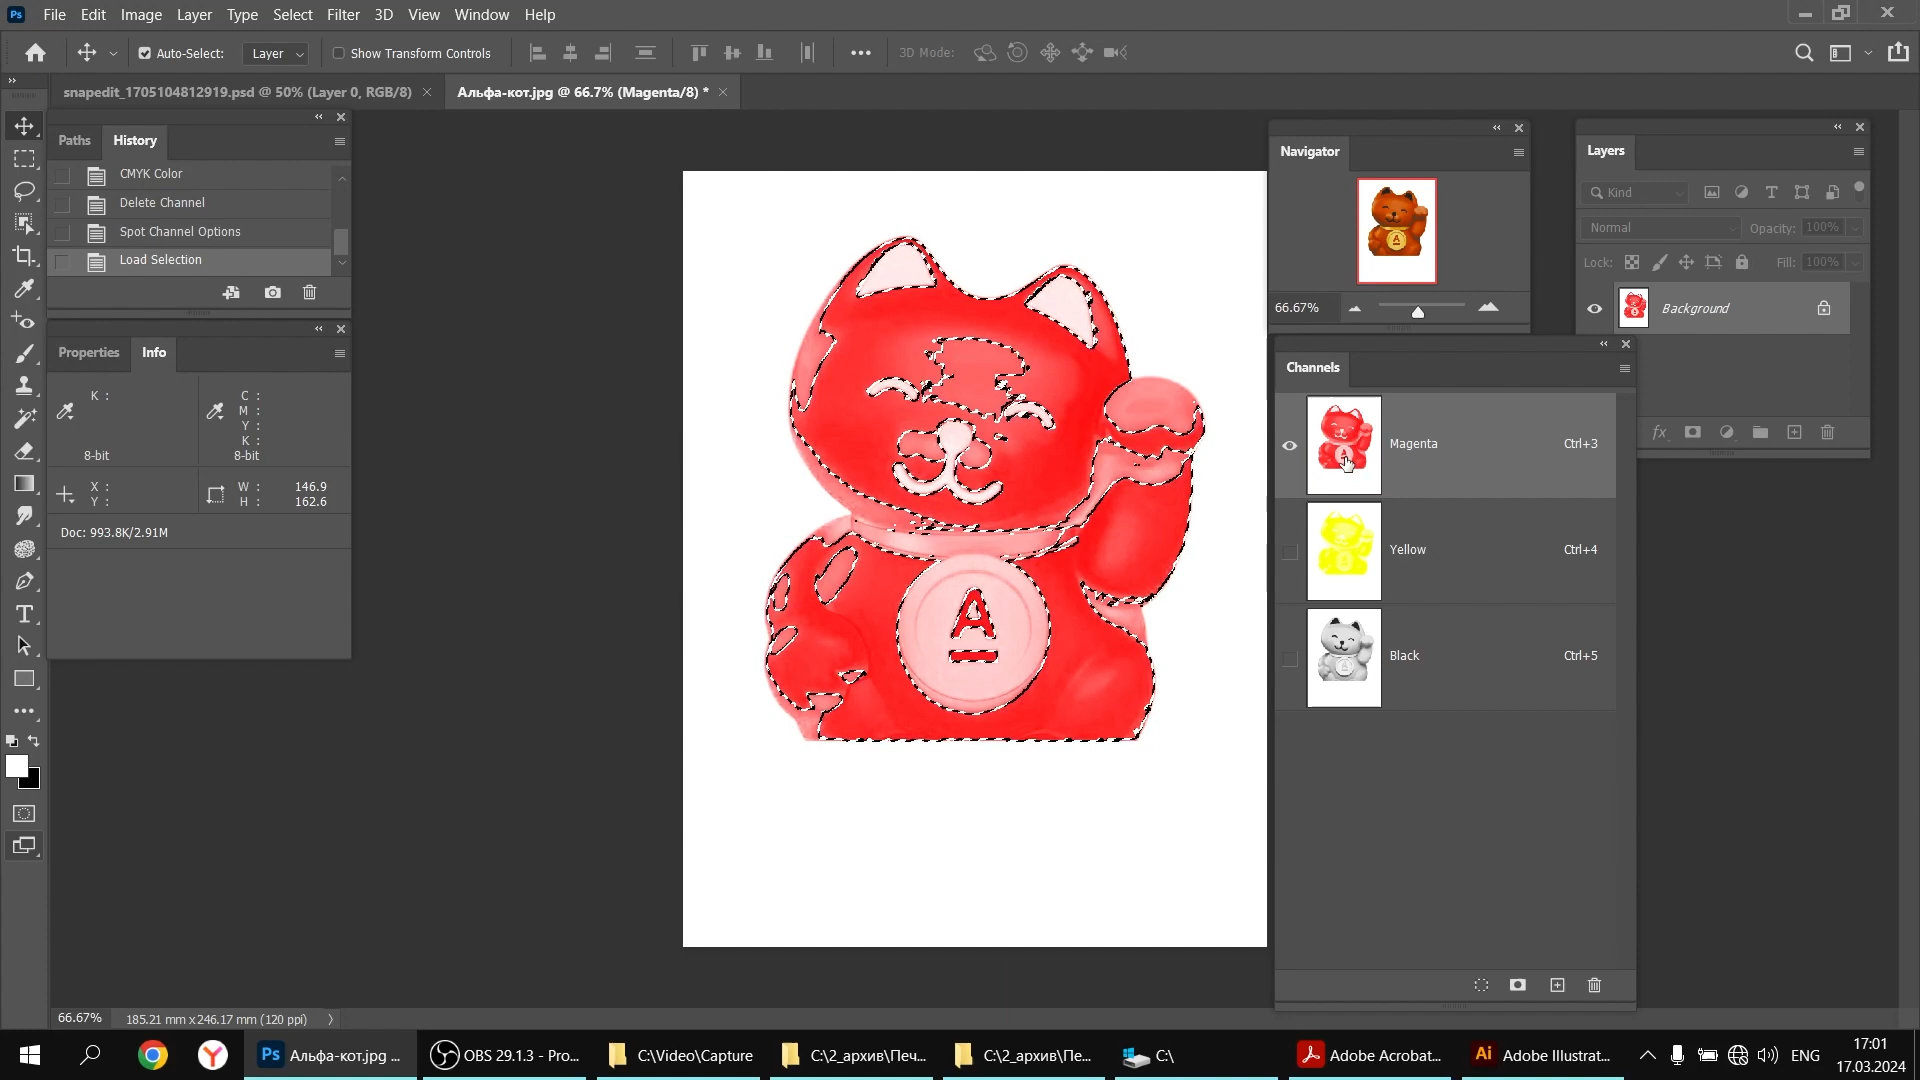 Ps File Edit Image Layer Type Select Filter 3D View Window Help
Auto-Select: Layer Show Transform Controls 3D Mode:
snapedit_1705104812919.psd @ 50% (Layer 0, RGB/8) Альфа-кот.jpg @ 66.7% (Magenta/8) *
Paths History
CMYK Color
Delete Channel
Spot Channel Options
Load Selection
Properties Info
K :
8-bit
C :
M :
Y :
K :
8-bit
X :
Y :
W : 146.9
H : 162.6
Doc: 993.8K/2.91M
A
Navigator
66.67%
Layers
Kind
Normal Opacity: 100%
Lock: Fill: 100%
Background
fx
Channels
Magenta Ctrl+3
Yellow Ctrl+4
Black Ctrl+5
66.67% 185.21 mm x 246.17 mm (120 ppi)
Ps Альфа-кот.jpg ... OBS 29.1.3 - Pro... C:\Video\Capture C:\2_архив\Печ... C:\2_архив\Пе... C:\ Adobe Acrobat... Ai Adobe Illustrat... ENG
17:01
17.03.2024